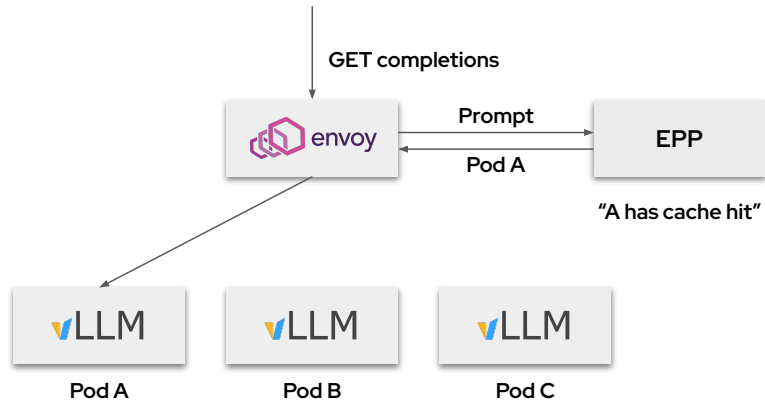 GET completions
envoy
Prompt
EPP
Pod A
“A has cache hit”
vLLM
vLLM
vLLM
Pod A
Pod B
Pod C